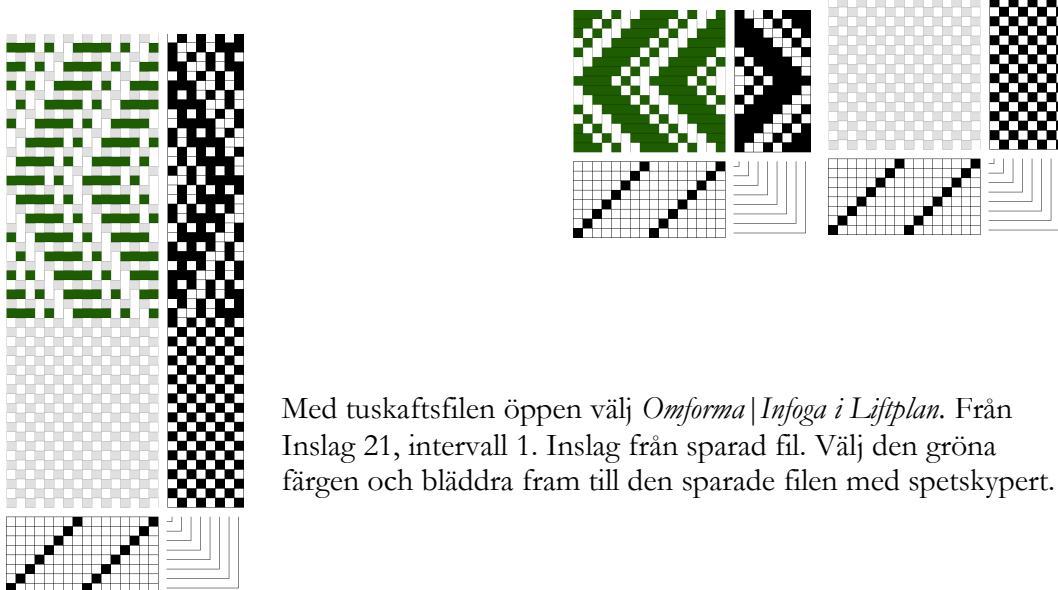 Med tuskaftsfilen öppen välj Omforma|Infoga i Liftplan. Från
Inslag 21, intervall 1. Inslag från sparad fil. Välj den gröna
färgen och bläddra fram till den sparade filen med spetskypert.